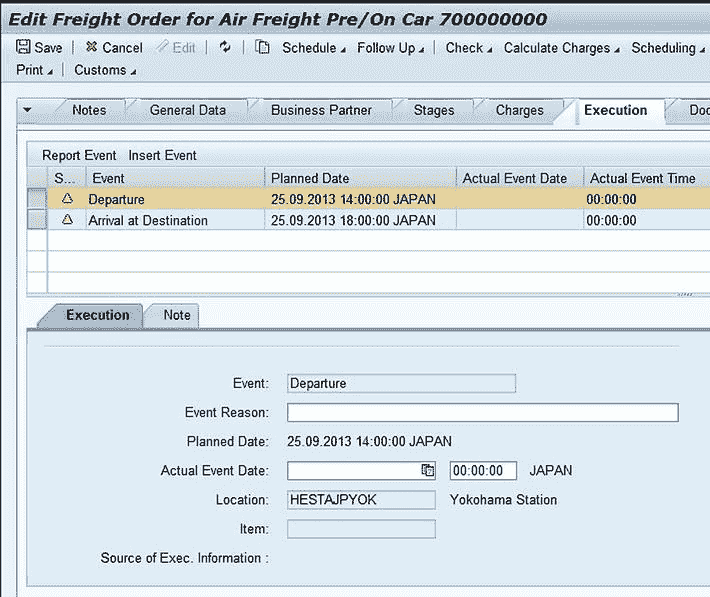 Edit Freight Order for Air Freight Pre/On Car 700000000
Save Cancel Edit Schedule Follow Up Check Calculate Charges Scheduling
Print Customs
Notes General Data Business Partner Stages Charges Execution Doc
Report Event Insert Event
S... Event Planned Date Actual Event Date Actual Event Time
Departure 25.09.2013 14:00:00 JAPAN 00:00:00
Arrival at Destination 25.09.2013 18:00:00 JAPAN 00:00:00
Execution Note
Event: Departure
Event Reason:
Planned Date: 25.09.2013 14:00:00 JAPAN
Actual Event Date: 00:00:00 JAPAN
Location: HESTAJPYOK Yokohama Station
Item:
Source of Exec. Information :